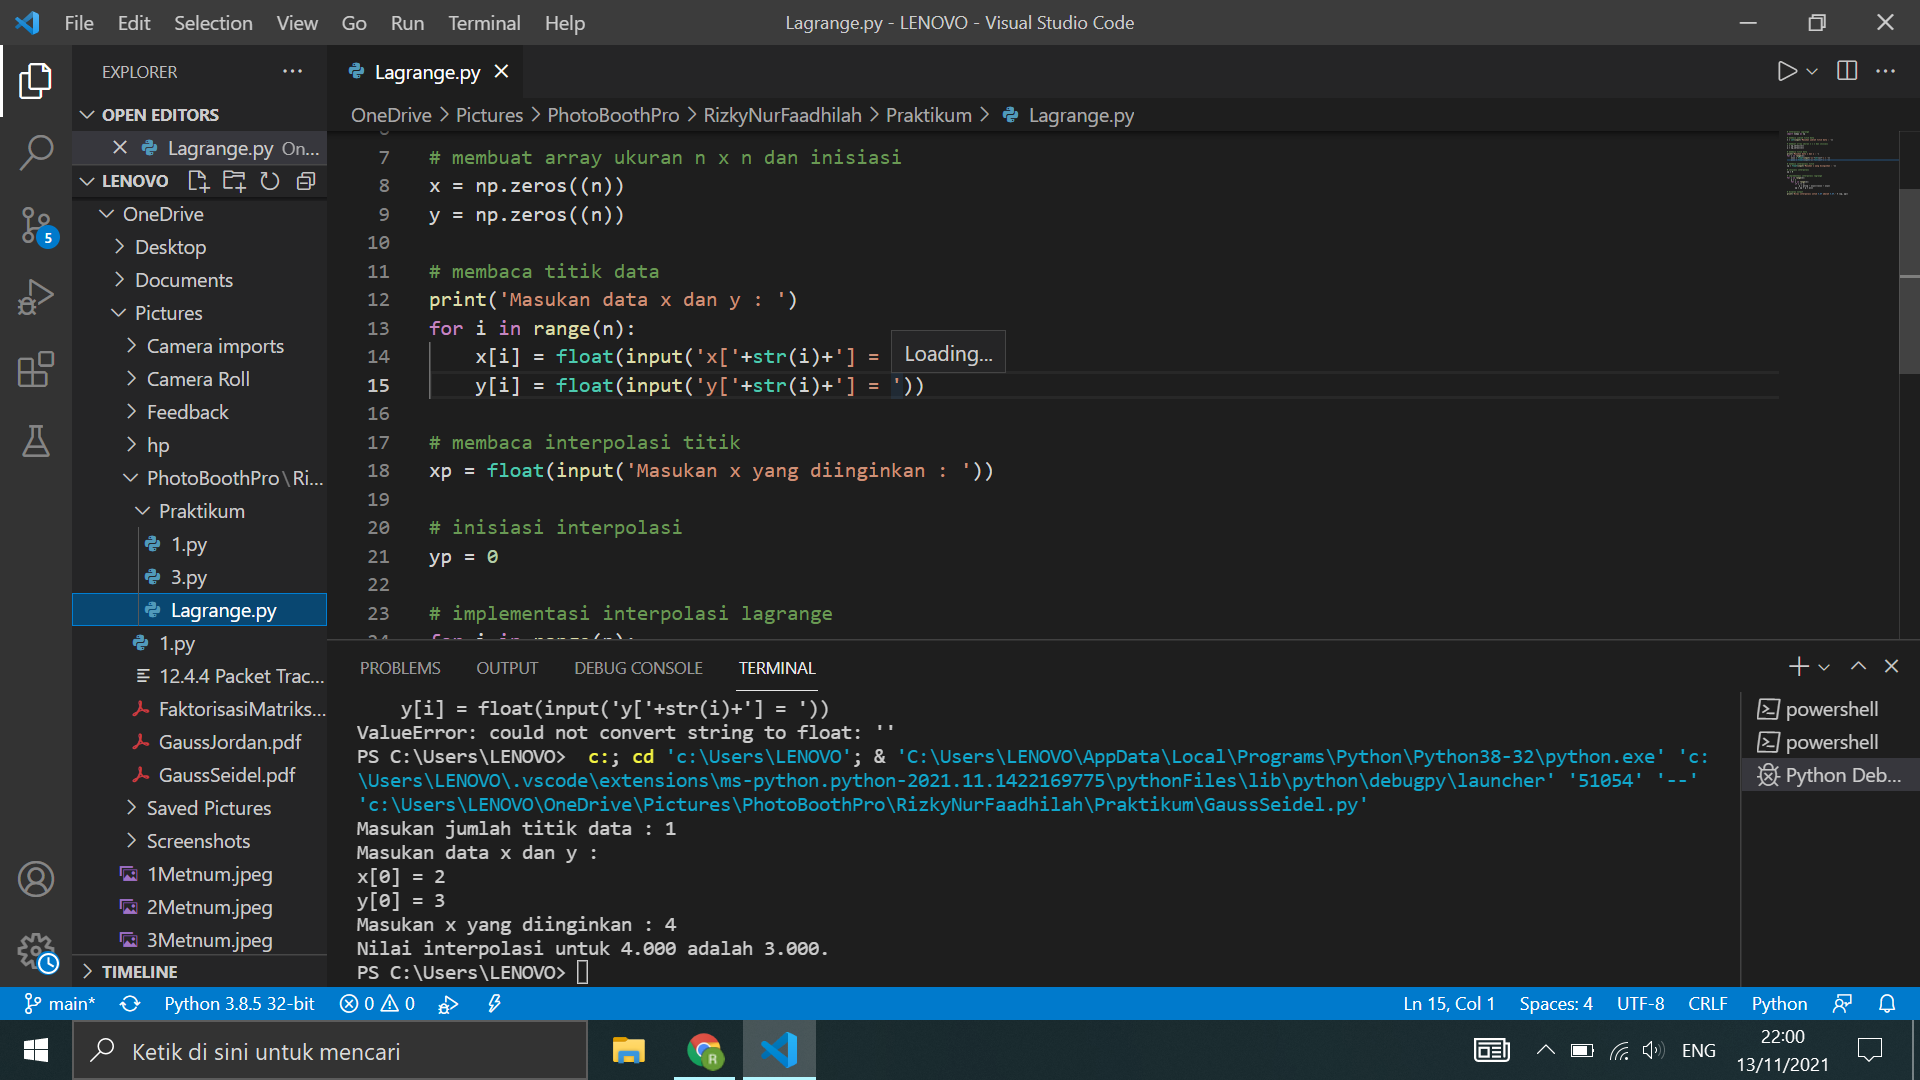 File Edit Selection View Go Run Terminal Help
Lagrange.py - LENOVO - Visual Studio Code
EXPLORER
OPEN EDITORS
Lagrange.py On...
LENOVO
OneDrive
Desktop
Documents
Pictures
Camera imports
Camera Roll
Feedback
hp
PhotoBoothPro\Ri...
Praktikum
1.py
3.py
Lagrange.py
1.py
12.4.4 Packet Trac...
FaktorisasiMatriks...
GaussJordan.pdf
GaussSeidel.pdf
Saved Pictures
Screenshots
1Metnum.jpeg
2Metnum.jpeg
3Metnum.jpeg
TIMELINE
5
Lagrange.py
OneDrive > Pictures > PhotoBoothPro > RizkyNurFaadhilah > Praktikum > Lagrange.py
7 # membuat array ukuran n x n dan inisiasi
8 x = np.zeros((n))
9 y = np.zeros((n))
10
11 # membaca titik data
12 print('Masukan data x dan y : ')
13 for i in range(n):
14 x[i] = float(input('x['+str(i)+'] =
Loading...
15 y[i] = float(input('y['+str(i)+'] = '))
16
17 # membaca interpolasi titik
18 xp = float(input('Masukan x yang diinginkan : '))
19
20 # inisiasi interpolasi
21 yp = 0
22
23 # implementasi interpolasi lagrange
24 for i in range(n):
PROBLEMS OUTPUT DEBUG CONSOLE TERMINAL
y[i] = float(input('y['+str(i)+'] = '))
ValueError: could not convert string to float: ''
PS C:\Users\LENOVO> c:; cd 'c:\Users\LENOVO'; & 'C:\Users\LENOVO\AppData\Local\Programs\Python\Python38-32\python.exe' 'c:
\Users\LENOVO\.vscode\extensions\ms-python.python-2021.11.1422169775\pythonFiles\lib\python\debugpy\launcher' '51054' '--'
'c:\Users\LENOVO\OneDrive\Pictures\PhotoBoothPro\RizkyNurFaadhilah\Praktikum\GaussSeidel.py'
Masukan jumlah titik data : 1
Masukan data x dan y :
x[0] = 2
y[0] = 3
Masukan x yang diinginkan : 4
Nilai interpolasi untuk 4.000 adalah 3.000.
PS C:\Users\LENOVO>
powershell
powershell
Python Deb...
main* Python 3.8.5 32-bit 0 0 Ln 15, Col 1 Spaces: 4 UTF-8 CRLF Python
Ketik di sini untuk mencari
R
ENG
22:00
13/11/2021